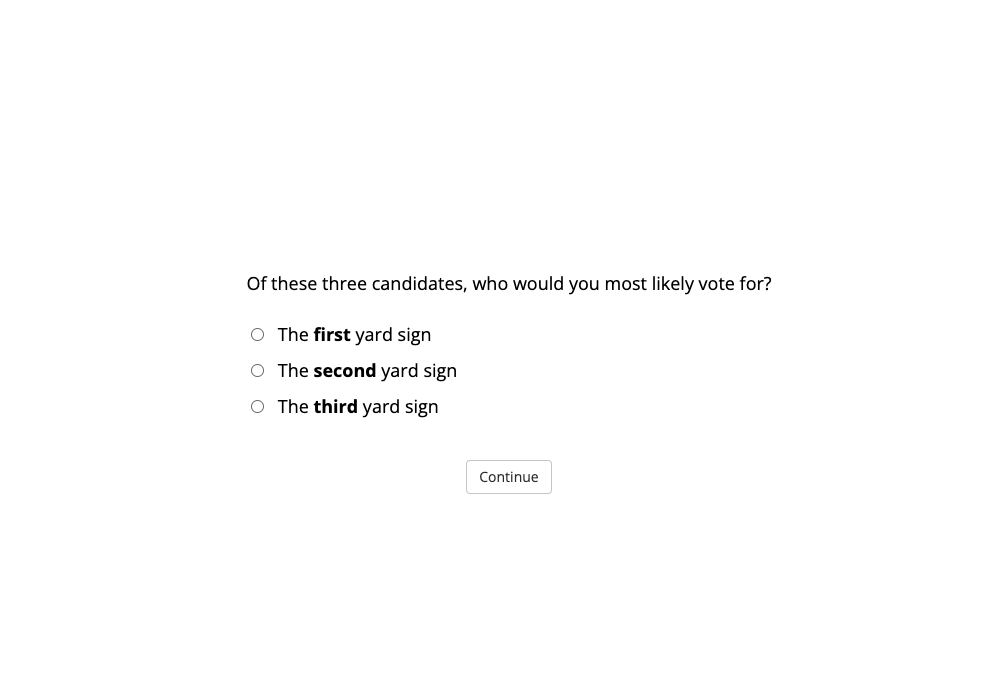 Of these three candidates, who would you most likely vote for?
The first yard sign
The second yard sign
The third yard sign
Continue